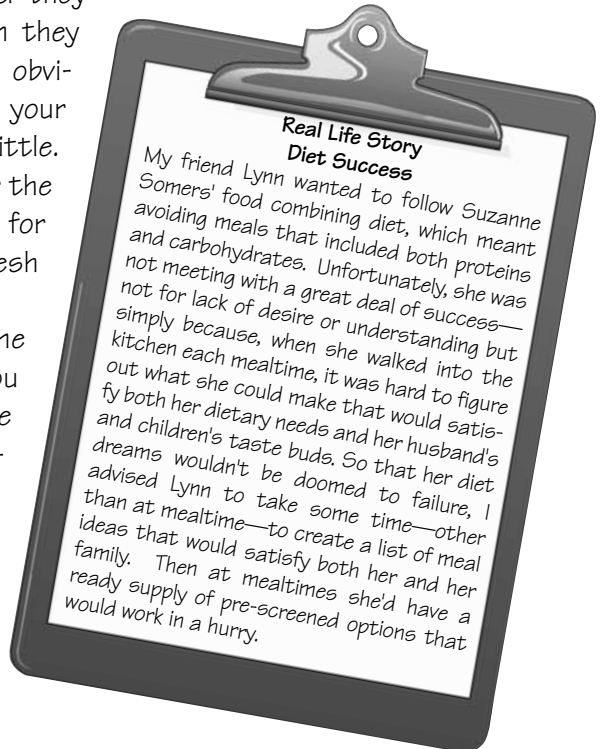 er they
n they
obvi-
your
ittle.
the
for
esh
ne
ou
e
-
Real Life Story
Diet Success
My friend Lynn wanted to follow Suzanne
Somers' food combining diet, which meant
avoiding meals that included both proteins
and carbohydrates. Unfortunately, she was
not meeting with a great deal of success—
not for lack of desire or understanding but
simply because, when she walked into the
kitchen each mealtime, it was hard to figure
out what she could make that would satis-
fy both her dietary needs and her husband's
and children's taste buds. So that her diet
dreams wouldn't be doomed to failure, I
advised Lynn to take some time—other
than at mealtime—to create a list of meal
ideas that would satisfy both her and her
family. Then at mealtimes she'd have a
ready supply of pre-screened options that
would work in a hurry.